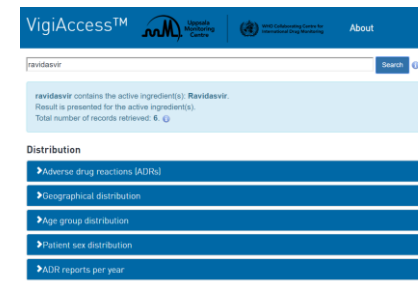 VigiAccess™
Uppsala
Monitoring
Centre
WHO Collaborating Centre for
International Drug Monitoring
About
ravidasvir
Search
ravidasvir contains the active ingredient(s): Ravidasvir.
Result is presented for the active ingredient(s).
Total number of records retrieved: 6.
Distribution
Adverse drug reactions (ADRs)
Geographical distribution
Age group distribution
Patient sex distribution
ADR reports per year